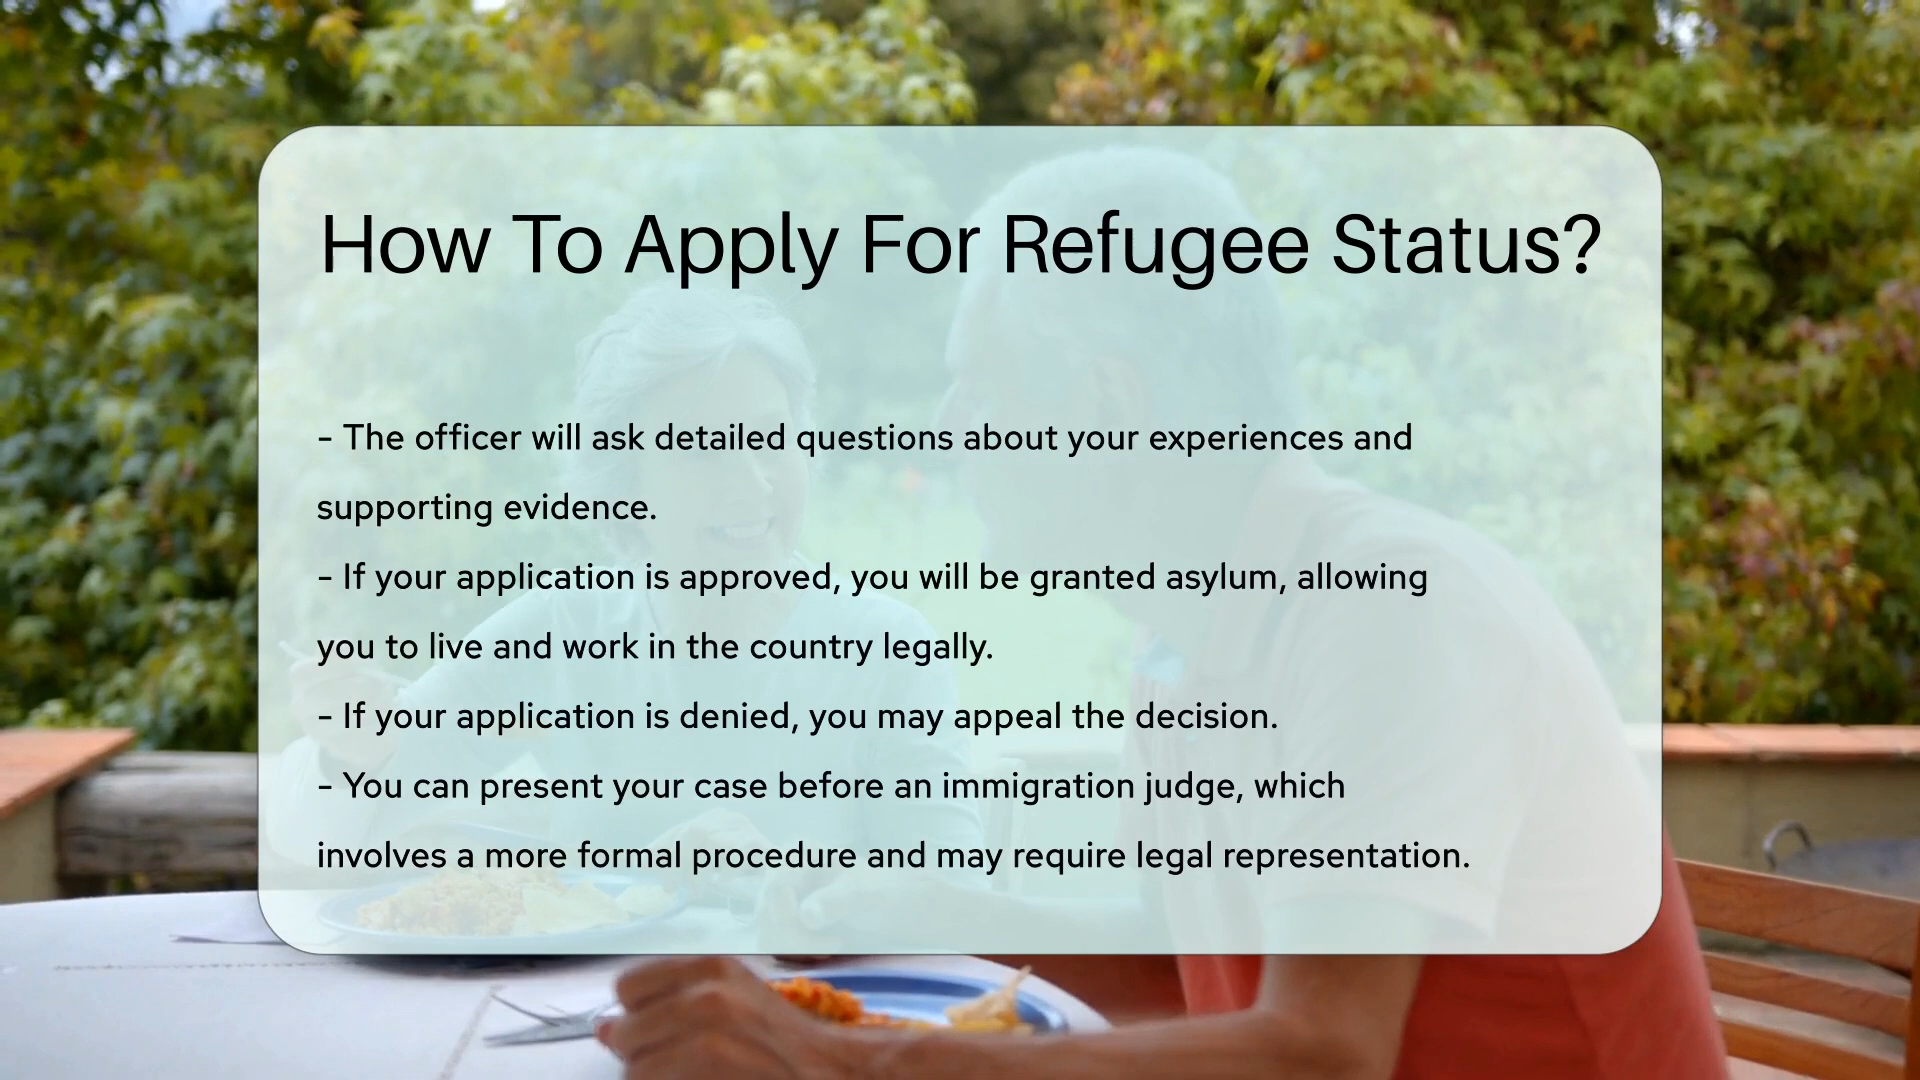 How To Apply For Refugee Status?
- The officer will ask detailed questions about your experiences and
supporting evidence.
- If your application is approved, you will be granted asylum, allowing
you to live and work in the country legally.
- If your application is denied, you may appeal the decision.
- You can present your case before an immigration judge, which
involves a more formal procedure and may require legal representation.